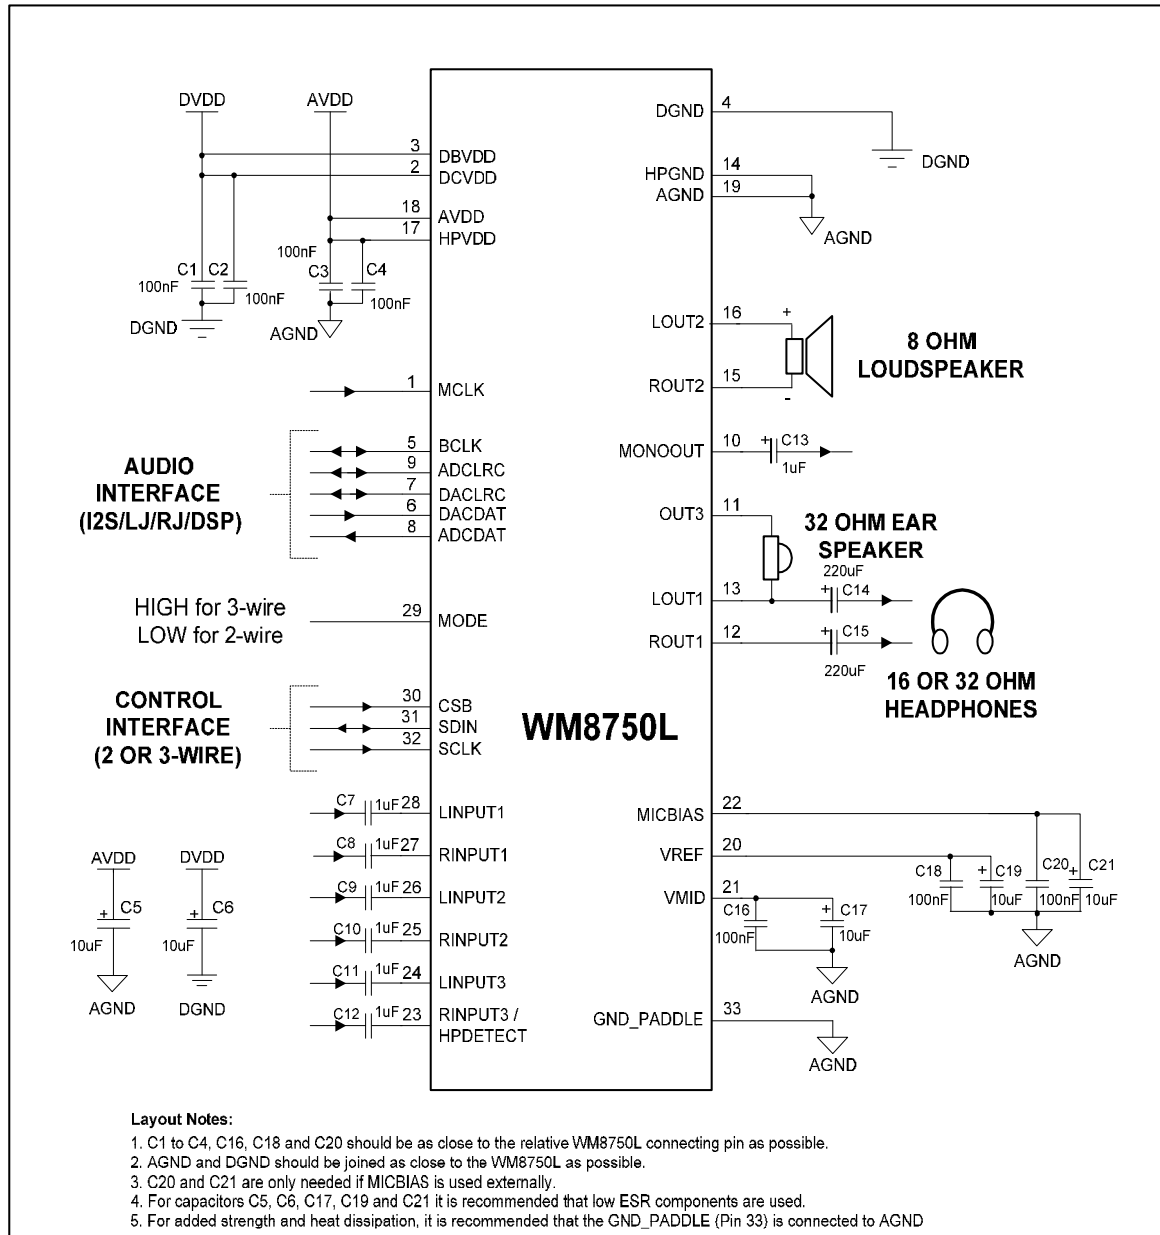 DVDD
AVDD
3
DBVDD
2
DCVDD
18
AVDD
17
HPVDD
100nF
C1
C2
100nF
100nF
C3
C4
100nF
DGND
AGND
1
MCLK
AUDIO
INTERFACE
(I2S/LJ/RJ/DSP)
5
BCLK
9
ADCLRC
7
DACLRC
6
DACDAT
8
ADCDAT
HIGH for 3-wire
LOW for 2-wire
29
MODE
CONTROL
INTERFACE
(2 OR 3-WIRE)
30
CSB
31
SDIN
32
SCLK
C7
1uF
28
LINPUT1
C8
1uF
27
RINPUT1
C9
1uF
26
LINPUT2
C10
1uF
25
RINPUT2
C11
1uF
24
LINPUT3
C12
1uF
23
RINPUT3 /
HPDETECT
AVDD
+
C5
10uF
AGND
DVDD
+
C6
10uF
DGND
WM8750L
DGND
4
DGND
HPGND
14
AGND
19
AGND
LOUT2
16
+
ROUT2
15
-
8 OHM
LOUDSPEAKER
MONOOUT
10
+
C13
1uF
OUT3
11
32 OHM EAR
SPEAKER
LOUT1
13
220uF
+
C14
ROUT1
12
+
C15
220uF
16 OR 32 OHM
HEADPHONES
MICBIAS
22
VREF
20
C18
100nF
+
C19
10uF
C20
100nF
+
C21
10uF
AGND
VMID
21
C16
100nF
+
C17
10uF
AGND
GND_PADDLE
33
AGND
Layout Notes:
1. C1 to C4, C16, C18 and C20 should be as close to the relative WM8750L connecting pin as possible.
2. AGND and DGND should be joined as close to the WM8750L as possible.
3. C20 and C21 are only needed if MICBIAS is used externally.
4. For capacitors C5, C6, C17, C19 and C21 it is recommended that low ESR components are used.
5. For added strength and heat dissipation, it is recommended that the GND_PADDLE (Pin 33) is connected to AGND